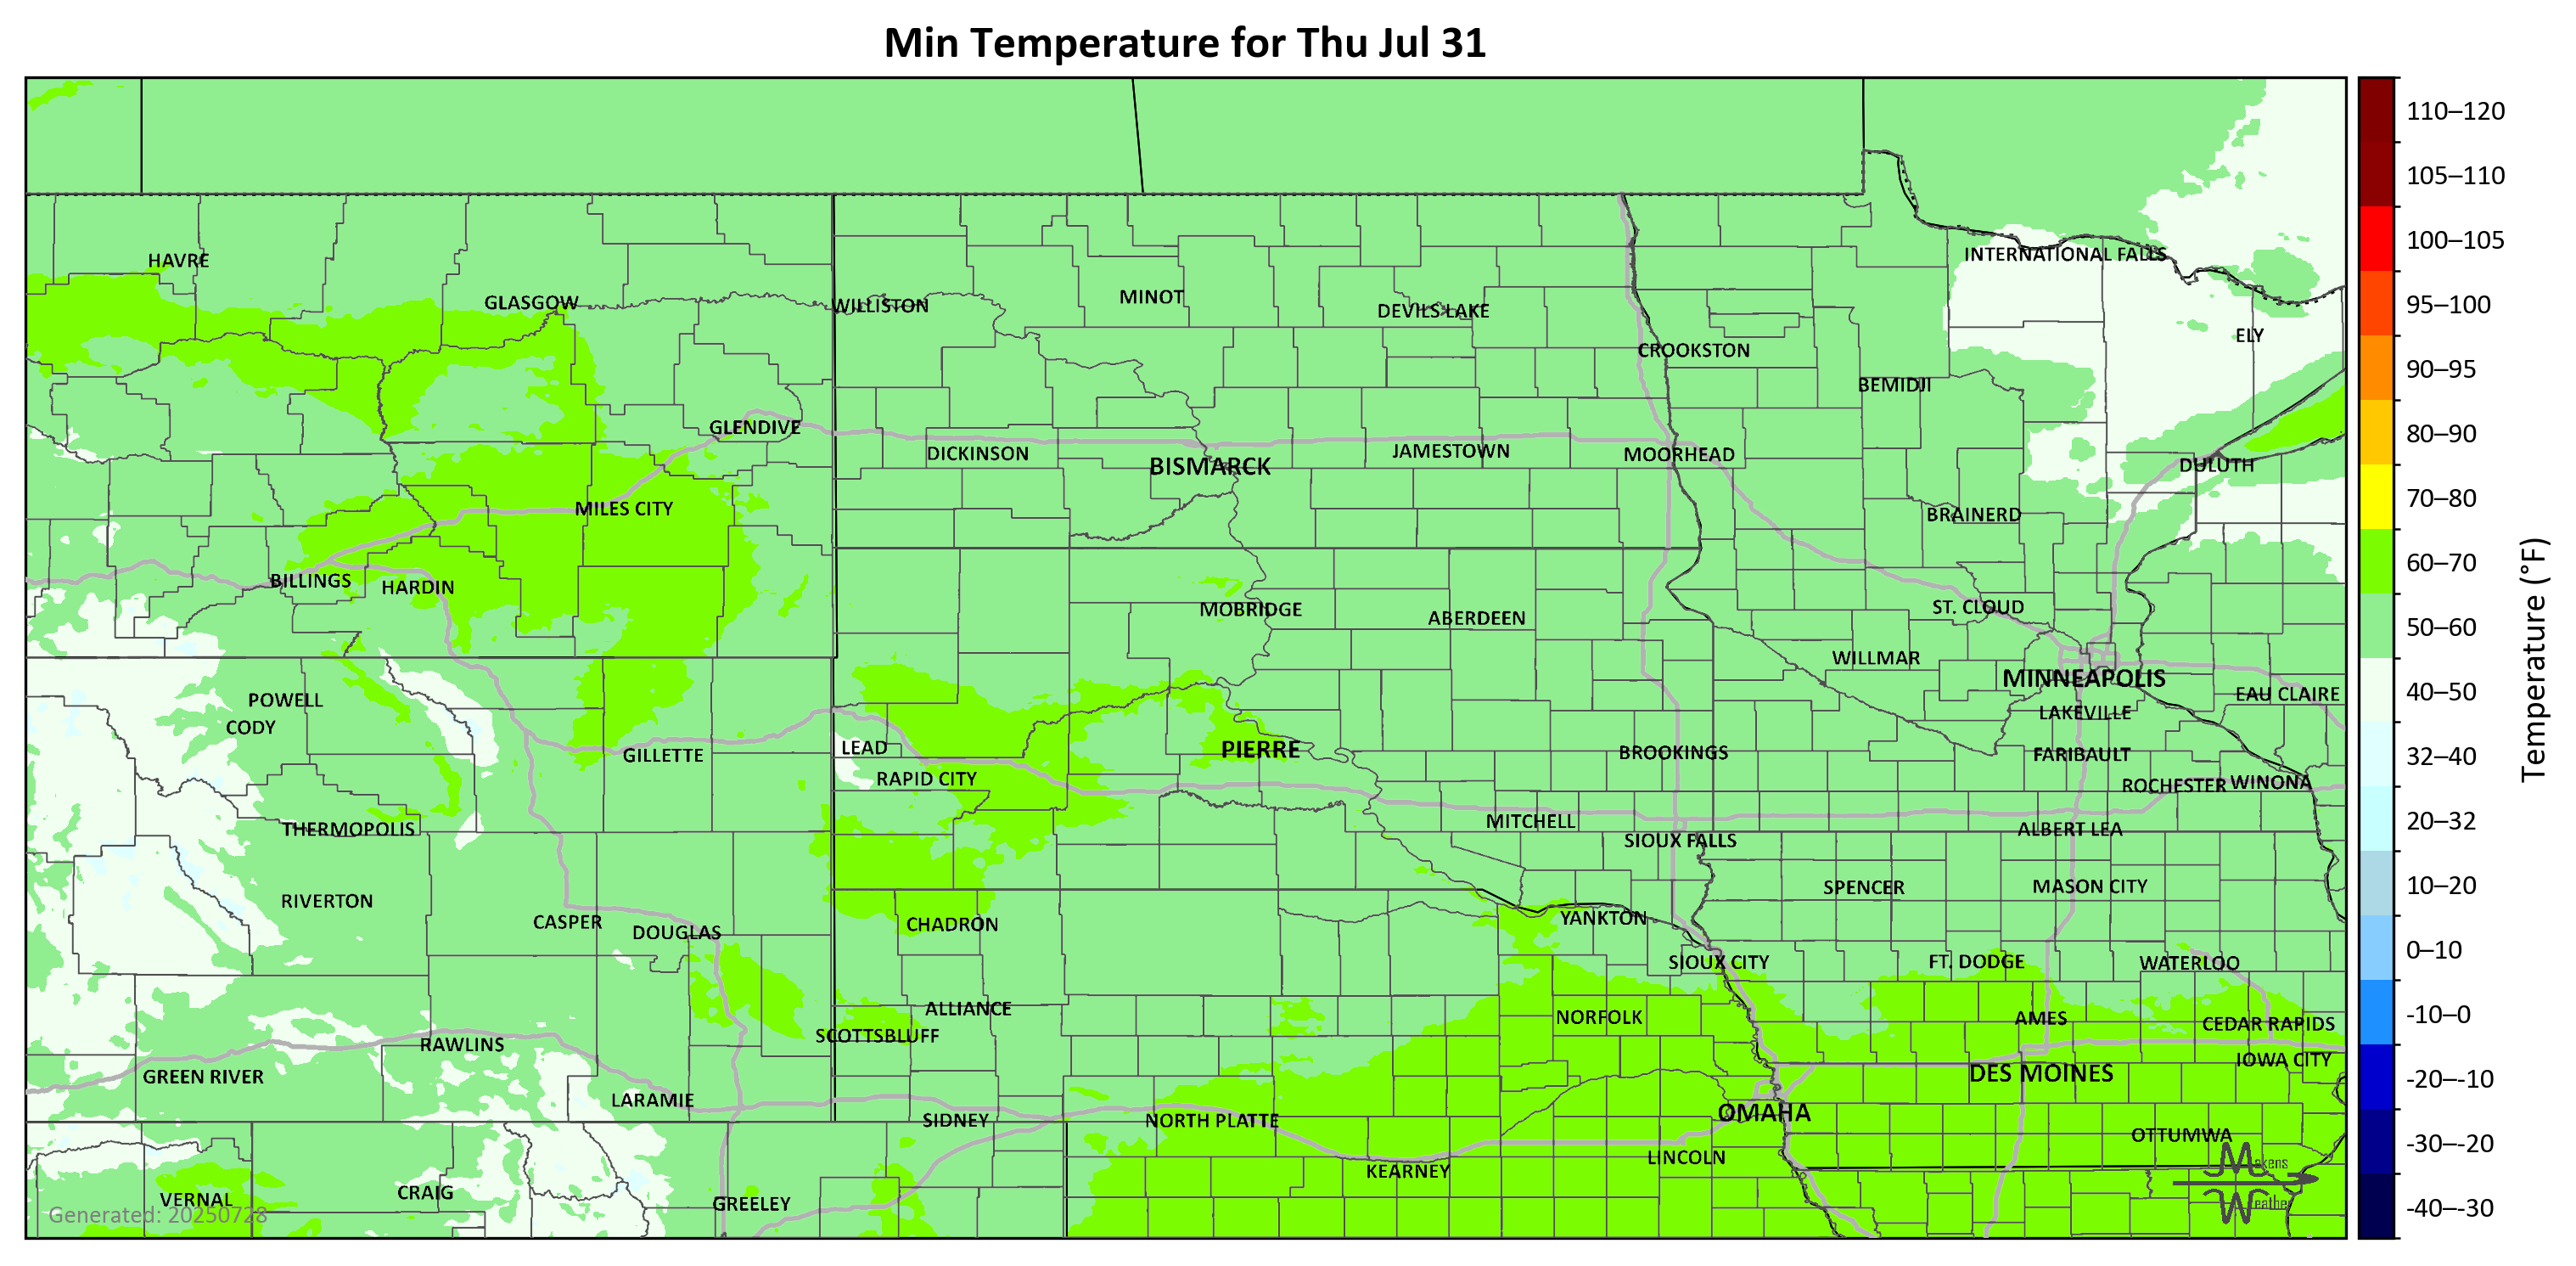 Min Temperature for Thu Jul 31
110–120
105–110
100–105
95–100
90–95
80–90
70–80
60–70
50–60
40–50
32–40
20–32
10–20
0–10
-10–0
-20–-10
-30–-20
-40–-30
Temperature (°F)
HAVRE
GLASGOW
WILLISTON
MINOT
DEVILS LAKE
INTERNATIONAL FALLS
ELY
CROOKSTON
BEMIDJI
GLENDIVE
DICKINSON
BISMARCK
JAMESTOWN
MOORHEAD
DULUTH
MILES CITY
BRAINERD
BILLINGS
HARDIN
MOBRIDGE
ABERDEEN
ST. CLOUD
WILLMAR
MINNEAPOLIS
POWELL
CODY
EAU CLAIRE
LAKEVILLE
GILLETTE
LEAD
RAPID CITY
PIERRE
BROOKINGS
FARIBAULT
ROCHESTER
WINONA
THERMOPOLIS
MITCHELL
SIOUX FALLS
ALBERT LEA
RIVERTON
CASPER
DOUGLAS
CHADRON
YANKTON
SPENCER
MASON CITY
SIOUX CITY
FT. DODGE
WATERLOO
ALLIANCE
SCOTTSBLUFF
NORFOLK
AMES
CEDAR RAPIDS
RAWLINS
GREEN RIVER
IOWA CITY
DES MOINES
LARAMIE
SIDNEY
NORTH PLATTE
OMAHA
OTTUMWA
KEARNEY
LINCOLN
VERNAL
CRAIG
GREELEY
Generated: 20250728
Makens
Weather